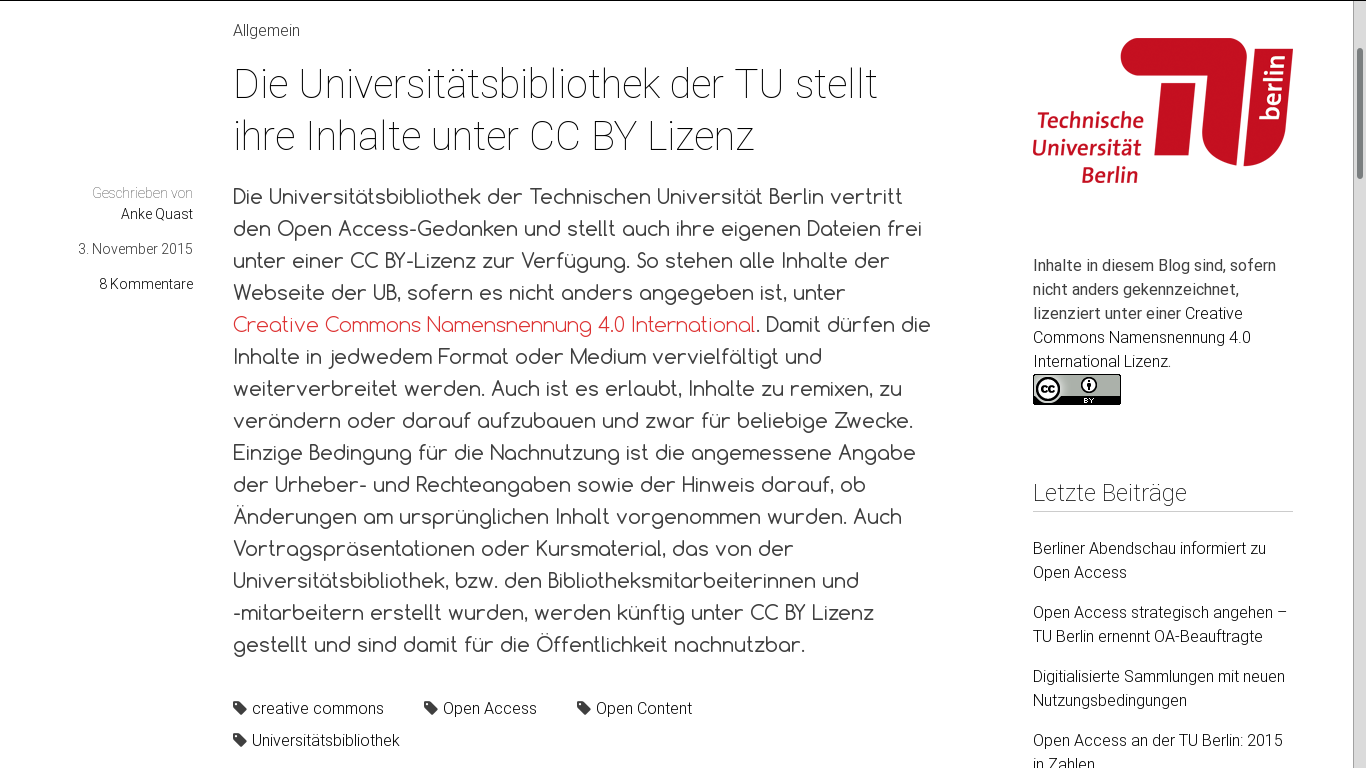 Allgemein
Die Universitätsbibliothek der TU stellt
ihre Inhalte unter CC BY Lizenz
Geschrieben von
Anke Quast
3. November 2015
8 Kommentare
Die Universitätsbibliothek der Technischen Universität Berlin vertritt
den Open Access-Gedanken und stellt auch ihre eigenen Dateien frei
unter einer CC BY-Lizenz zur Verfügung. So stehen alle Inhalte der
Webseite der UB, sofern es nicht anders angegeben ist, unter
Creative Commons Namensnennung 4.0 International. Damit dürfen die
Inhalte in jedwedem Format oder Medium vervielfältigt und
weiterverbreitet werden. Auch ist es erlaubt, Inhalte zu remixen, zu
verändern oder darauf aufzubauen und zwar für beliebige Zwecke.
Einzige Bedingung für die Nachnutzung ist die angemessene Angabe
der Urheber- und Rechteangaben sowie der Hinweis darauf, ob
Änderungen am ursprünglichen Inhalt vorgenommen wurden. Auch
Vortragspräsentationen oder Kursmaterial, das von der
Universitätsbibliothek, bzw. den Bibliotheksmitarbeiterinnen und
-mitarbeitern erstellt wurden, werden künftig unter CC BY Lizenz
gestellt und sind damit für die Öffentlichkeit nachnutzbar.
creative commons Open Access Open Content
Universitätsbibliothek
TU berlin
Technische
Universität
Berlin
Inhalte in diesem Blog sind, sofern
nicht anders gekennzeichnet,
lizenziert unter einer Creative
Commons Namensnennung 4.0
International Lizenz.
cc BY
Letzte Beiträge
Berliner Abendschau informiert zu
Open Access
Open Access strategisch angehen –
TU Berlin ernennt OA-Beauftragte
Digitialisierte Sammlungen mit neuen
Nutzungsbedingungen
Open Access an der TU Berlin: 2015
in Zahlen